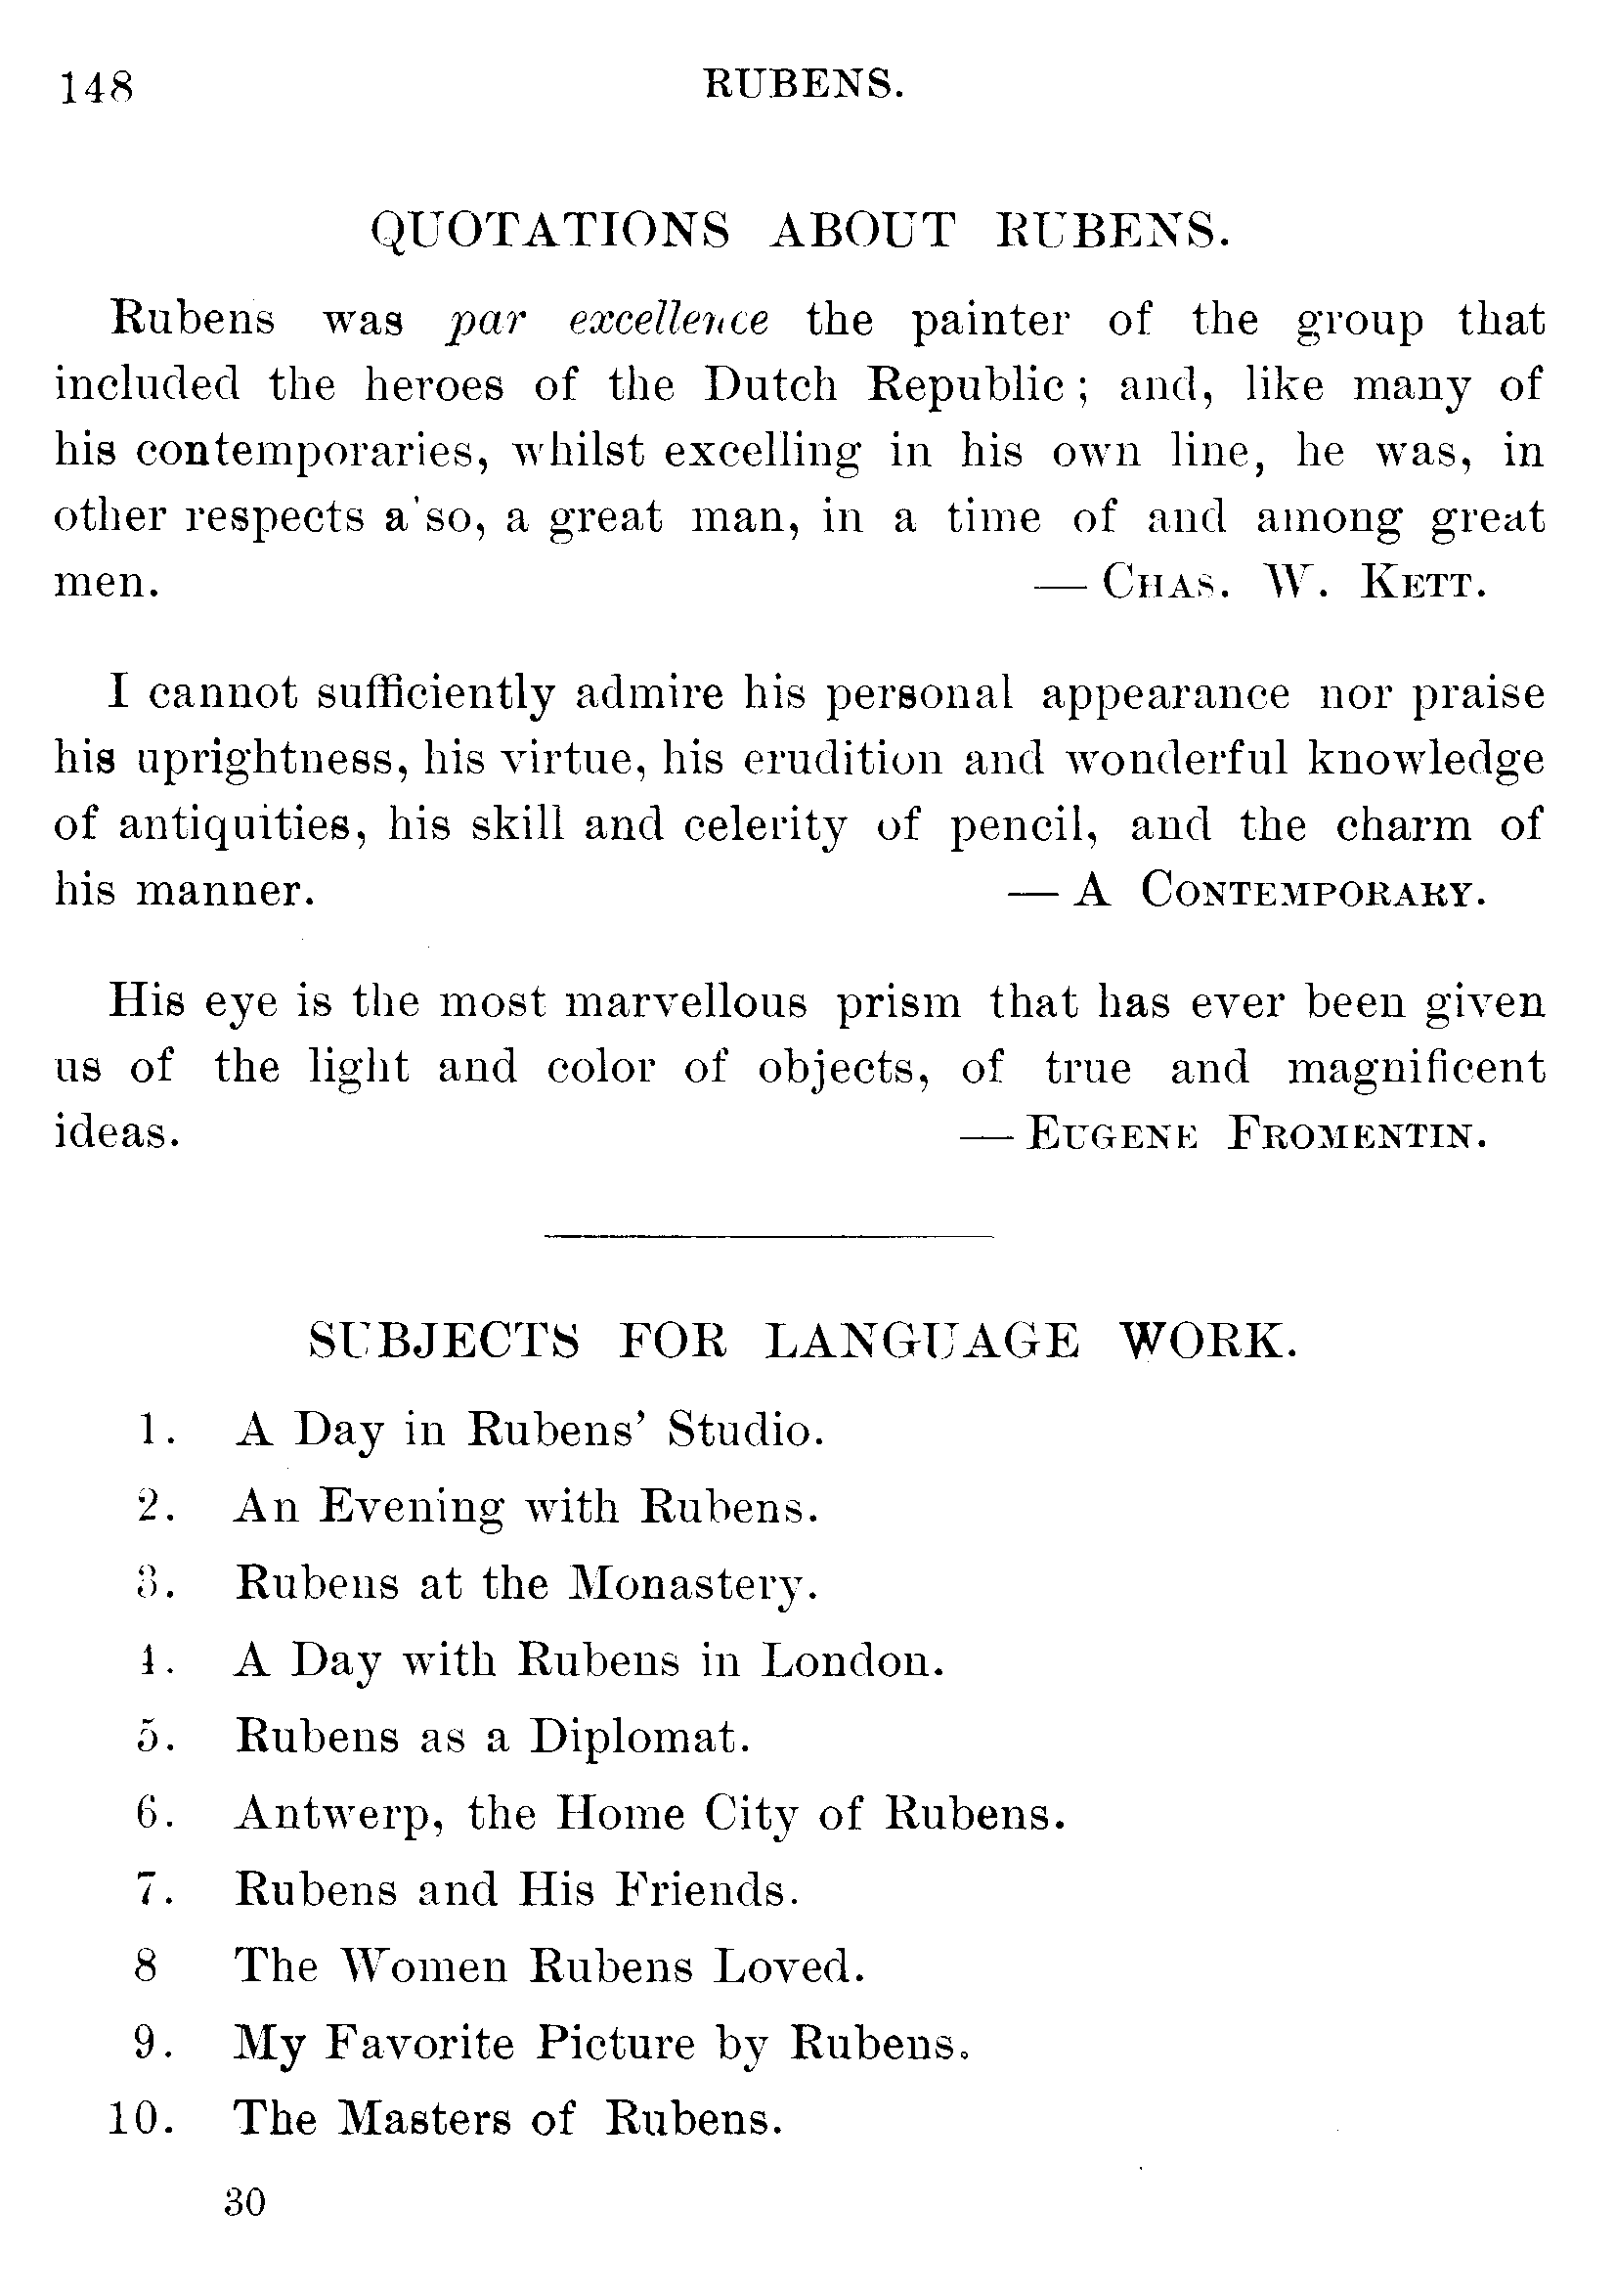 148 RUBENS.
QUOTATIONS ABOUT RUBENS.
Rubens was par excellence the painter of the group that
included the heroes of the Dutch Republic; and, like many of
his contemporaries, whilst excelling in his own line, he was, in
other respects a'so, a great man, in a time of and among great
men. — CHAS. W. KETT.
I cannot sufficiently admire his personal appearance nor praise
his uprightness, his virtue, his erudition and wonderful knowledge
of antiquities, his skill and celerity of pencil, and the charm of
his manner. — A CONTEMPORARY.
His eye is the most marvellous prism that has ever been given
us of the light and color of objects, of true and magnificent
ideas. — EUGENE FROMENTIN.
SUBJECTS FOR LANGUAGE WORK.
1. A Day in Rubens' Studio.
2. An Evening with Rubens.
3. Rubens at the Monastery.
4. A Day with Rubens in London.
5. Rubens as a Diplomat.
6. Antwerp, the Home City of Rubens.
7. Rubens and His Friends.
8 The Women Rubens Loved.
9. My Favorite Picture by Rubens.
10. The Masters of Rubens.
30